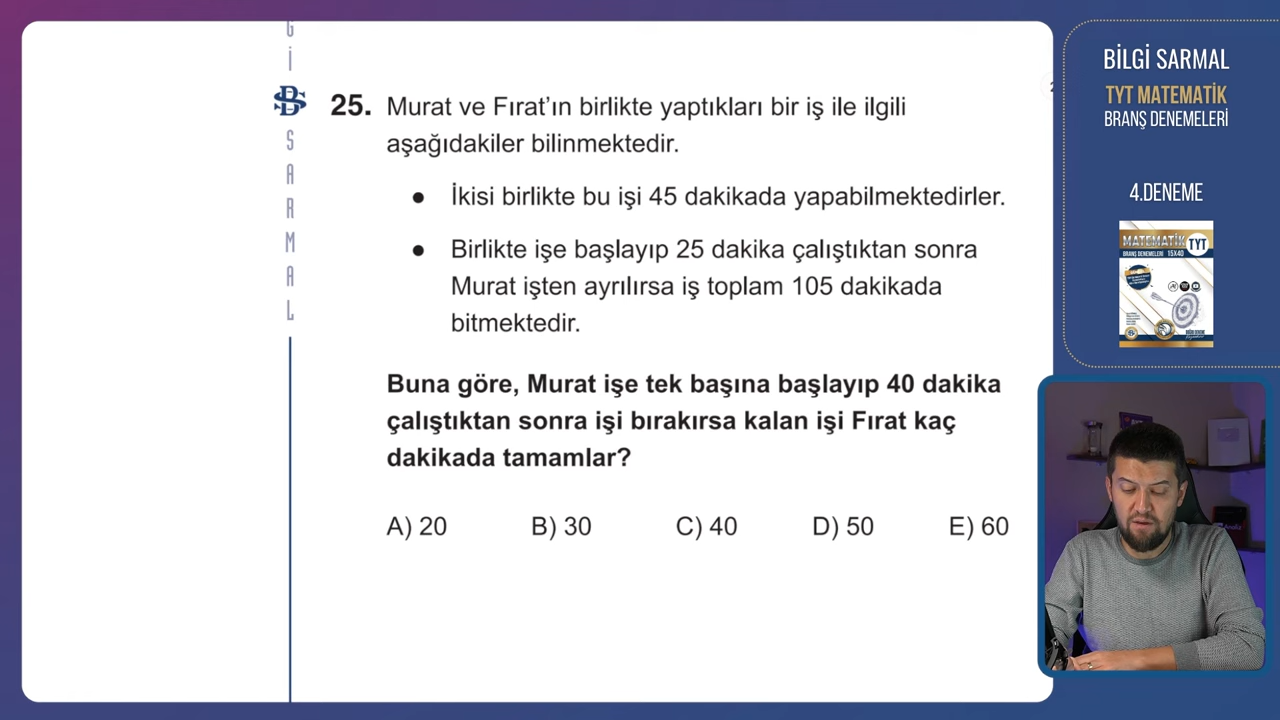 G
İ
S
A
R
M
A
L
25. Murat ve Fırat'ın birlikte yaptıkları bir iş ile ilgili
aşağıdakiler bilinmektedir.
● İkisi birlikte bu işi 45 dakikada yapabilmektedirler.
● Birlikte işe başlayıp 25 dakika çalıştıktan sonra
Murat işten ayrılırsa iş toplam 105 dakikada
bitmektedir.
Buna göre, Murat işe tek başına başlayıp 40 dakika
çalıştıktan sonra işi bırakırsa kalan işi Fırat kaç
dakikada tamamlar?
A) 20 B) 30 C) 40 D) 50 E) 60
BİLGİ SARMAL
TYT MATEMATİK
BRANŞ DENEMELERİ
4.DENEME
MATEMATİK TYT
BRANŞ DENEMELERİ 15X40